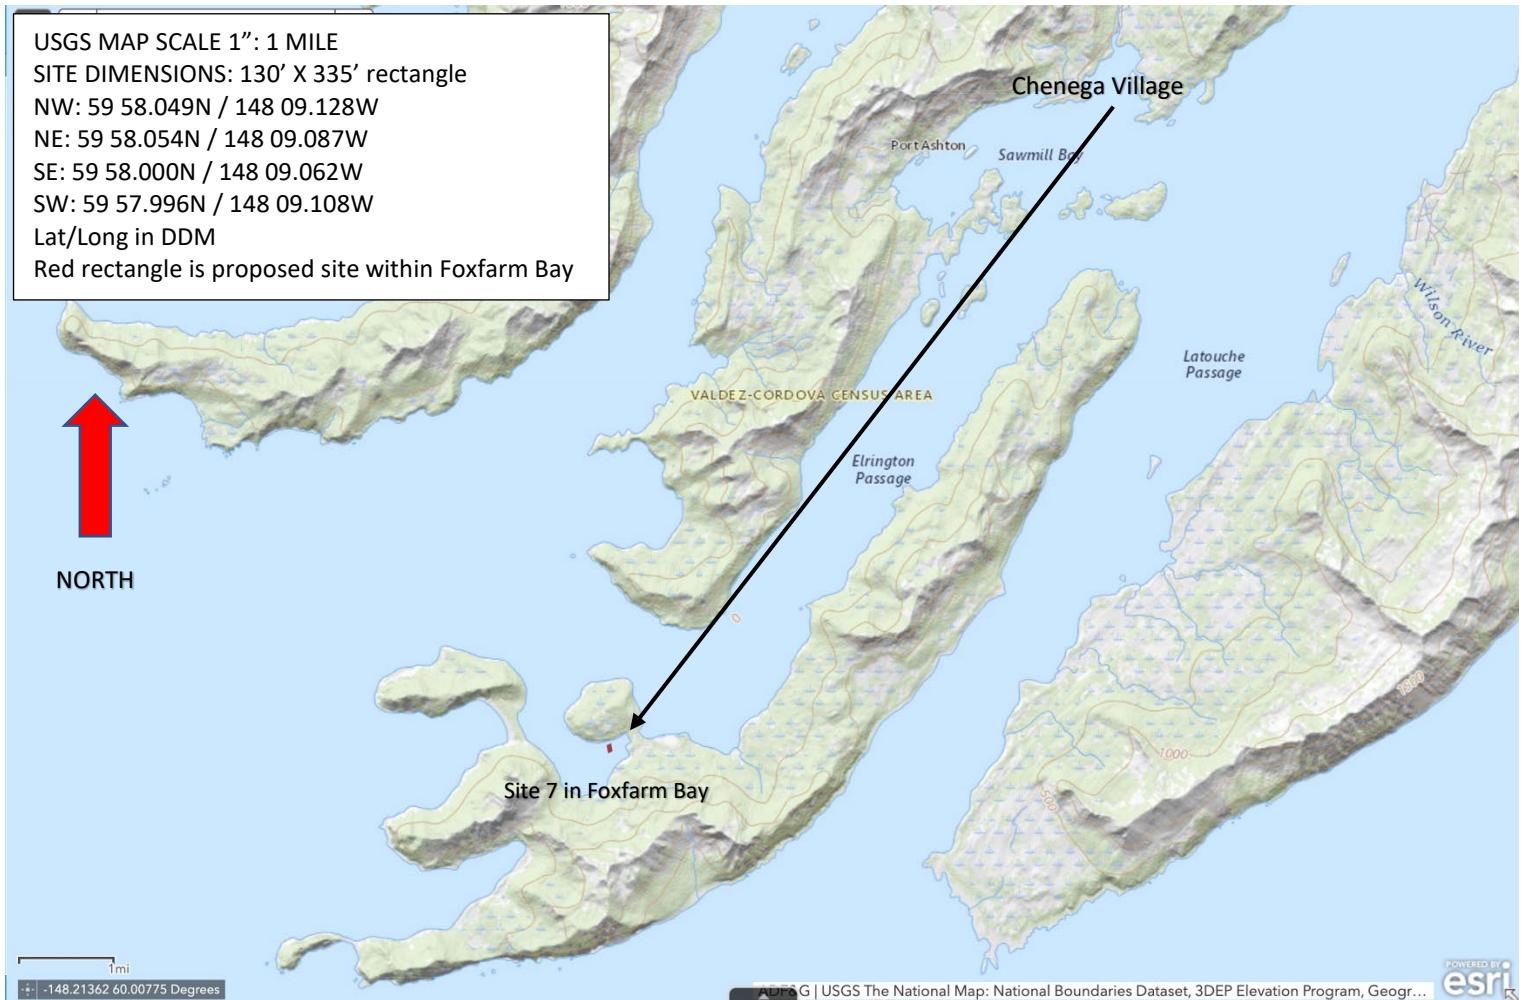 USGS MAP SCALE 1”: 1 MILE
SITE DIMENSIONS: 130’ X 335’ rectangle
NW: 59 58.049N / 148 09.128W
NE: 59 58.054N / 148 09.087W
SE: 59 58.000N / 148 09.062W
SW: 59 57.996N / 148 09.108W
Lat/Long in DDM
Red rectangle is proposed site within Foxfarm Bay
Chenega Village
Port Ashton
Sawmill Bay
Wilson River
Latouche
Passage
VALDEZ-CORDOVA CENSUS AREA
Elrington
Passage
NORTH
0
1500
1000
500
Site 7 in Foxfarm Bay
1mi
-148.21362 60.00775 Degrees
ADF&G | USGS The National Map: National Boundaries Dataset, 3DEP Elevation Program, Geogr...
POWERED BY
esri